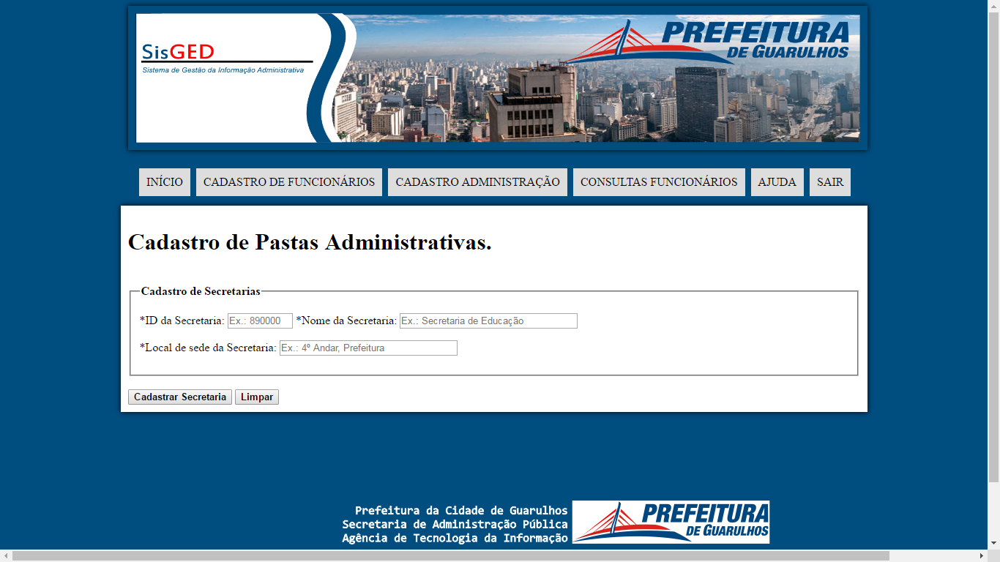 SisGED
Sistema de Gestão da Informação Administrativa
PREFEITURA
DE GUARULHOS
INÍCIO CADASTRO DE FUNCIONÁRIOS CADASTRO ADMINISTRAÇÃO CONSULTAS FUNCIONÁRIOS AJUDA SAIR
Cadastro de Pastas Administrativas.
Cadastro de Secretarias
*ID da Secretaria: Ex.: 890000 *Nome da Secretaria: Ex.: Secretaria de Educação
*Local de sede da Secretaria: Ex.: 4º Andar, Prefeitura
Cadastrar Secretaria Limpar
Prefeitura da Cidade de Guarulhos
Secretaria de Administração Pública
Agência de Tecnologia da Informação
PREFEITURA
DE GUARULHOS